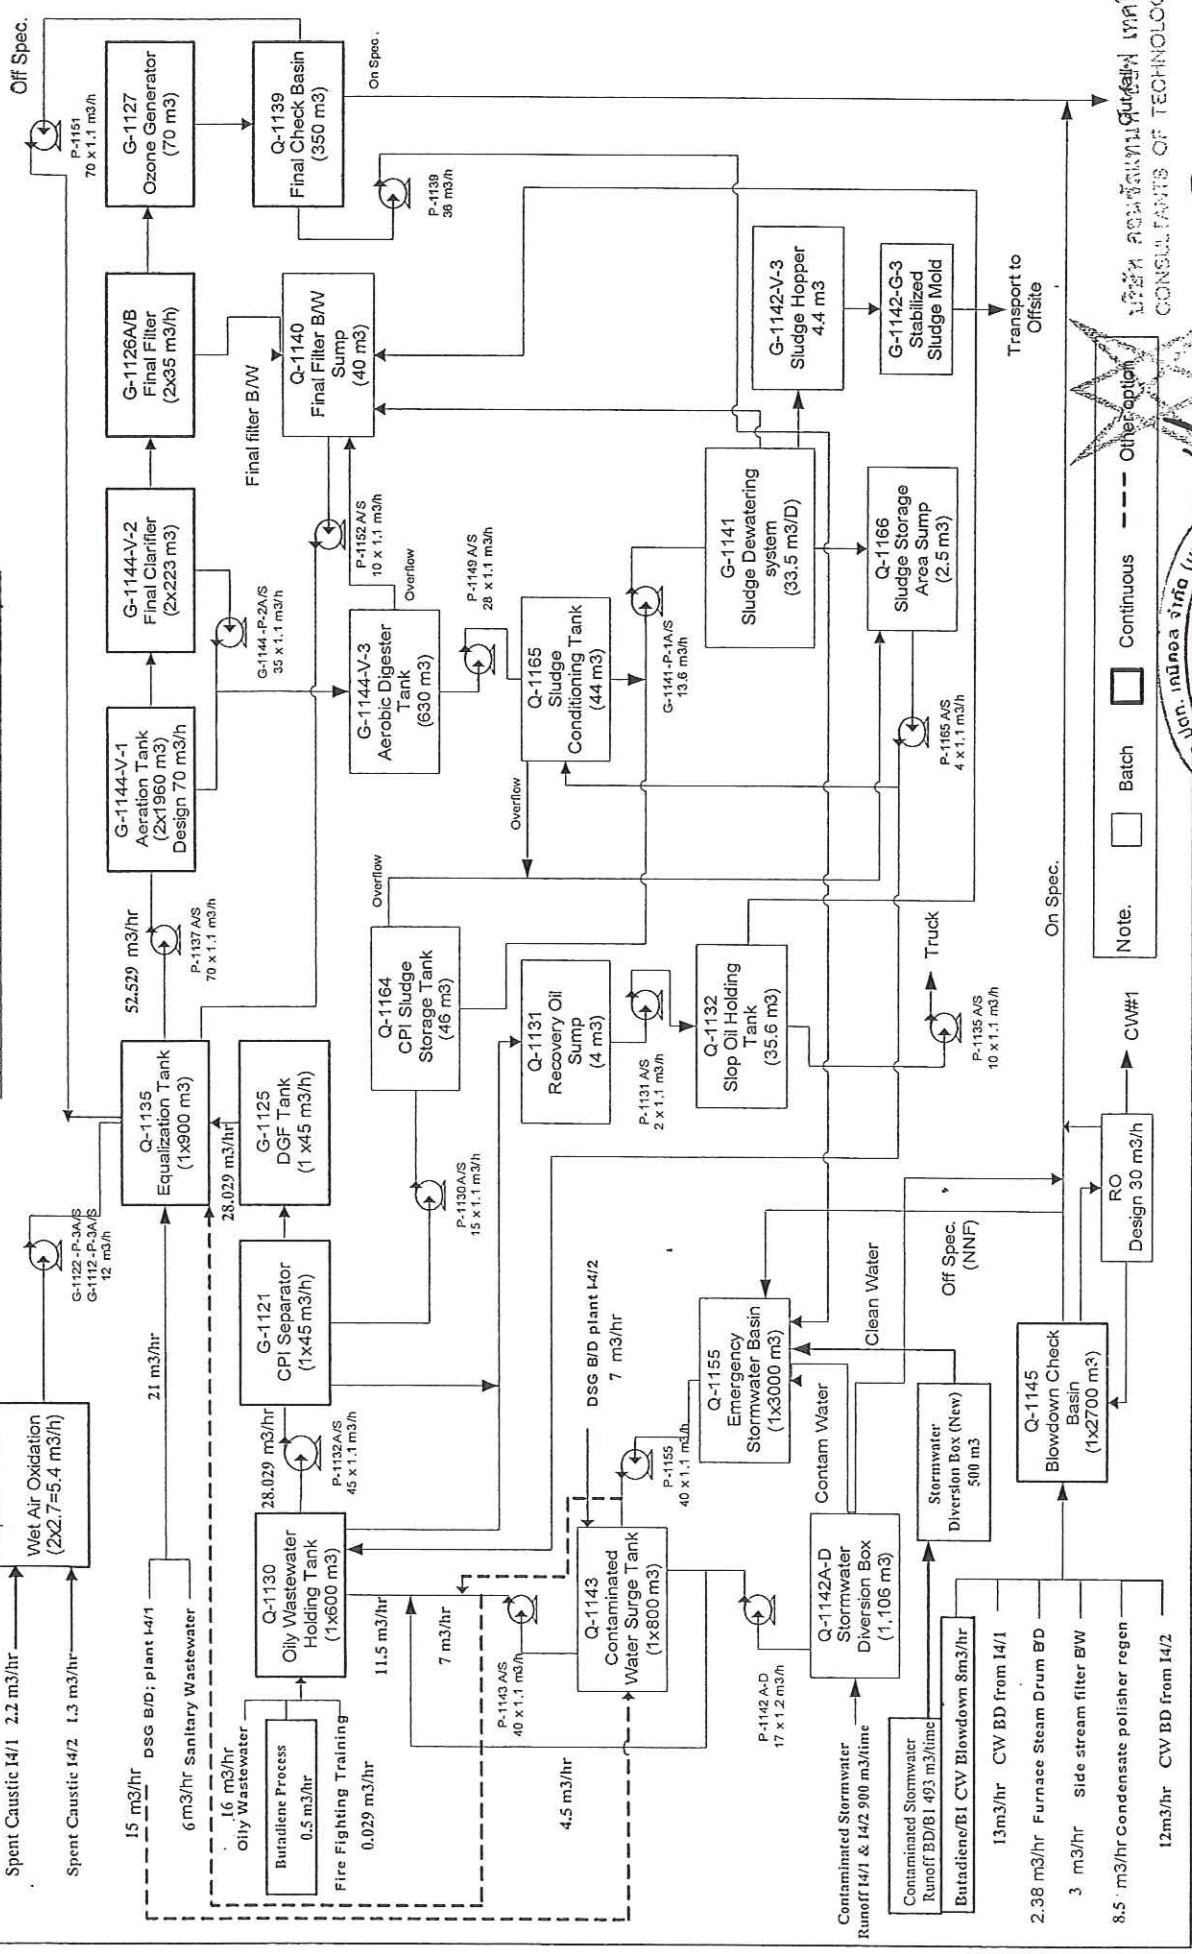 Spent Caustic I4/1 2.2 m3/hr
Spent Caustic I4/2 1.3 m3/hr
Wet Air Oxidation
(2x2.7=5.4 m3/h)
G-1122-P-3A/S
G-1112-P-3A/S
12 m3/h
15 m3/hr
DSG B/D; plant I-4/1
6m3/hr Sanitary Wastewater
21 m3/hr
Q-1135
Equalization Tank
(1x900 m3)
52.529 m3/hr
P-1137 A/S
70 x 1.1 m3/h
G-1144-V-1
Aeration Tank
(2x1960 m3)
Design 70 m3/h
G-1144-V-2
Final Clarifier
(2x223 m3)
G-1144-P-2A/S
35 x 1.1 m3/h
G-1126A/B
Final Filter
(2x35 m3/h)
Final filter B/W
G-1127
Ozone Generator
(70 m3)
P-1151
70 x 1.1 m3/h
Off Spec.
Q-1139
Final Check Basin
(350 m3)
On Spec.
P-1139
36 m3/h
Q-1140
Final Filter B/W
Sump
(40 m3)
P-1152 A/S
10 x 1.1 m3/h
Overflow
G-1144-V-3
Aerobic Digester
Tank
(630 m3)
P-1149 A/S
28 x 1.1 m3/h
16 m3/hr
Oily Wastewater
Butadiene Process
0.5 m3/hr
Fire Fighting Training
0.029 m3/hr
Q-1130
Oily Wastewater
Holding Tank
(1x600 m3)
28.029 m3/hr
P-1132A/S
45 x 1.1 m3/h
G-1121
CPI Separator
(1x45 m3/h)
28.029 m3/hr
G-1125
DGF Tank
(1 x45 m3/h)
P-1130A/S
15 x 1.1 m3/h
Q-1164
CPI Sludge
Storage Tank
(46 m3)
Overflow
Overflow
Q-1165
Sludge
Conditioning Tank
(44 m3)
G-1141-P-1A/S
13.6 m3/h
G-1141
Sludge Dewatering
system
(33.5 m3/D)
G-1142-V-3
Sludge Hopper
4.4 m3
G-1142-G-3
Stabilized
Sludge Mold
Transport to
Offsite
Q-1166
Sludge Storage
Area Sump
(2.5 m3)
P-1165 A/S
4 x 1.1 m3/h
Q-1131
Recovery Oil
Sump
(4 m3)
P-1131 A/S
2 x 1.1 m3/h
Q-1132
Slop Oil Holding
Tank
(35.6 m3)
Truck
P-1135 A/S
10 x 1.1 m3/h
11.5 m3/hr
7 m3/hr
P-1143 A/S
40 x 1.1 m3/h
4.5 m3/hr
DSG B/D plant I-4/2
7 m3/hr
Q-1143
Contaminated
Water Surge Tank
(1x800 m3)
P-1155
40 x 1.1 m3/h
Q-1155
Emergency
Stormwater Basin
(1x3000 m3)
P-1142 A-D
17 x 1.2 m3/h
Contam Water
Clean Water
Off Spec.
(NNF)
Q-1142A-D
Stormwater
Diversion Box
(1,106 m3)
Contaminated Stormwater
Runoff I4/1 & I4/2 900 m3/time
Contaminated Stormwater
Runoff BD/B1 493 m3/time
Stormwater
Diversion Box (New)
500 m3
Butadiene/B1 CW Blowdown 8m3/hr
13m3/hr CW BD from I4/1
2.38 m3/hr Furnace Steam Drum B/D
3 m3/hr Side stream filter B/W
8.5 m3/hr Condensate polisher regen
12m3/hr CW BD from I4/2
Q-1145
Blowdown Check
Basin
(1x2700 m3)
RO
Design 30 m3/h
CW#1
On Spec.
Outfall
Note.
Batch
Continuous
Other option
CONSULTANTS OF TECHNOLOG